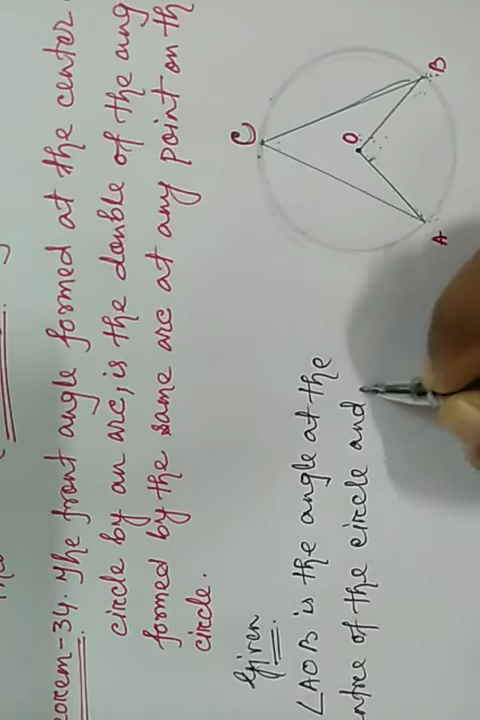 orem-34. The front angle formed at the center
circle by an arc, is the double of the ang
formed by the same arc at any point on th
circle.
Given
∠AOB is the angle at the
ntre of the circle and
C
O
A
B